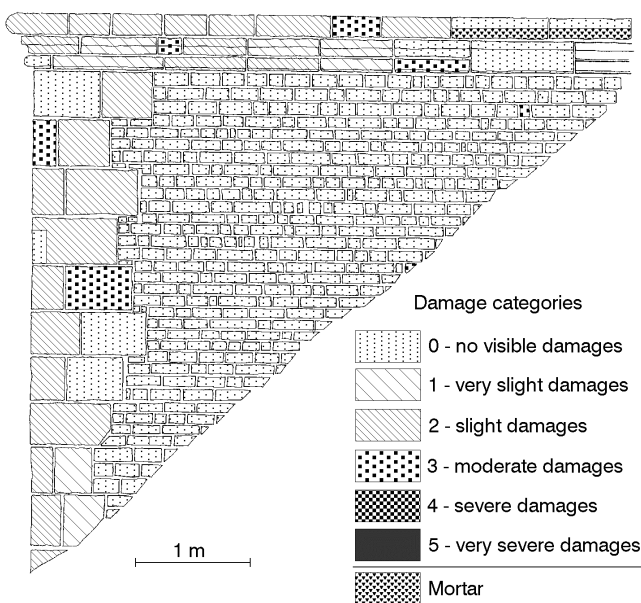 Damage categories
0 - no visible damages
1 - very slight damages
2 - slight damages
3 - moderate damages
4 - severe damages
5 - very severe damages
1 m
Mortar